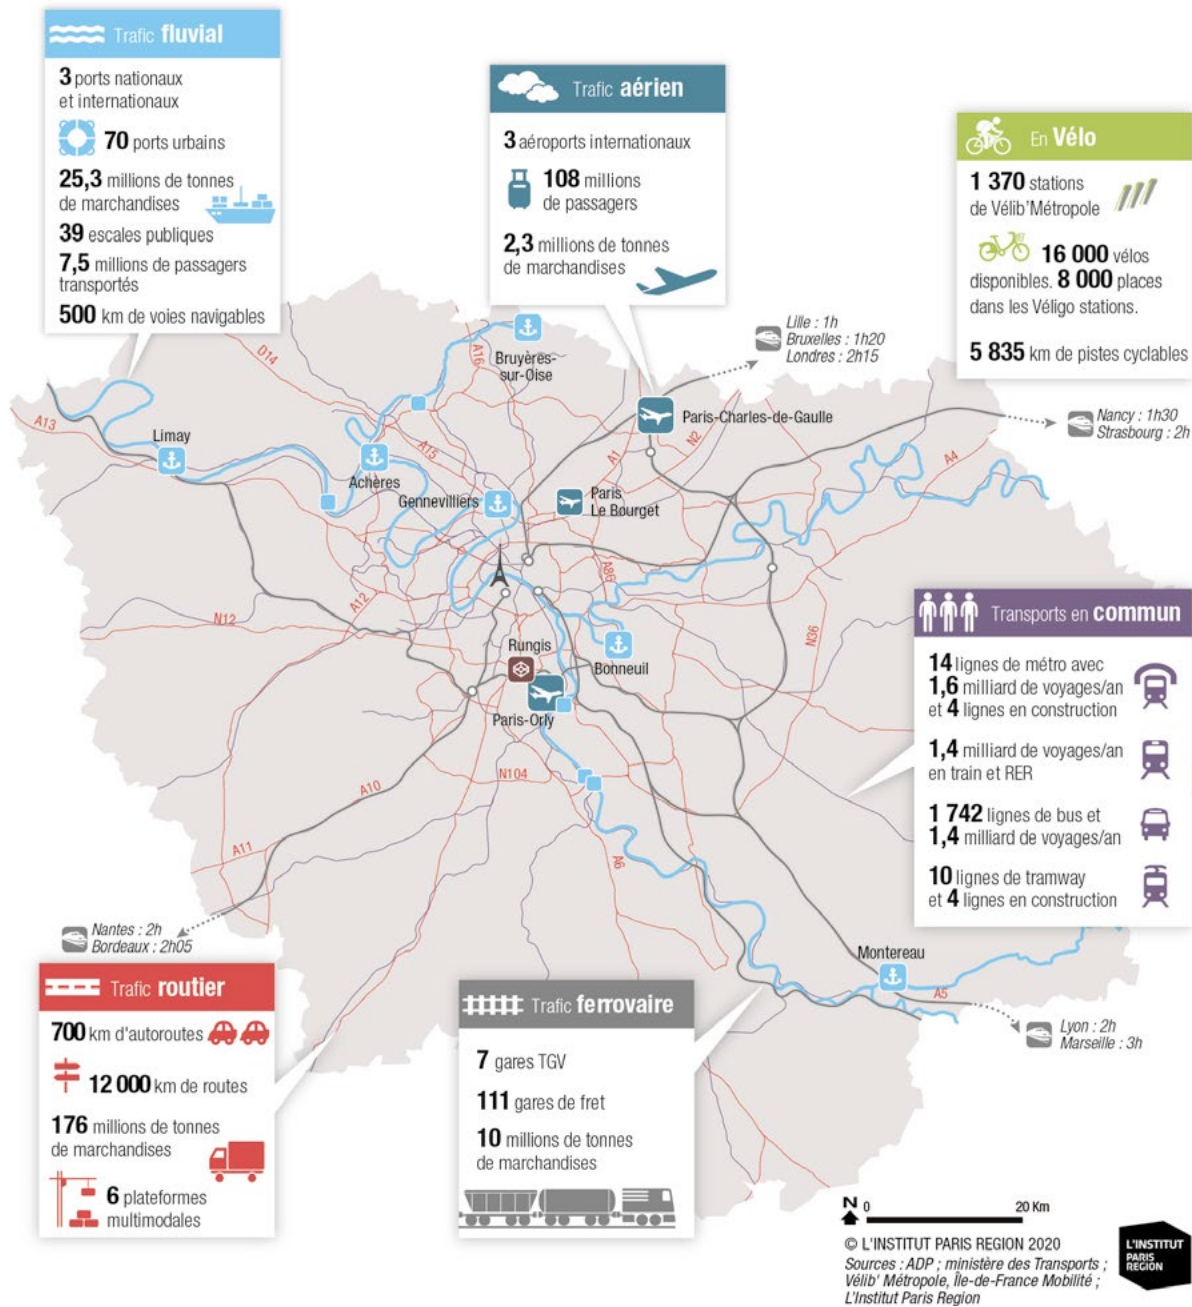 Trafic fluvial
3 ports nationaux
et internationaux
70 ports urbains
25,3 millions de tonnes
de marchandises
39 escales publiques
7,5 millions de passagers
transportés
500 km de voies navigables
Trafic aérien
3 aéroports internationaux
108 millions
de passagers
2,3 millions de tonnes
de marchandises
En Vélo
1 370 stations
de Vélib'Métropole
16 000 vélos
disponibles. 8 000 places
dans les Véligo stations.
5 835 km de pistes cyclables
Lille : 1h
Bruxelles : 1h20
Londres : 2h15
Nancy : 1h30
Strasbourg : 2h
D14
A16
Bruyères-
sur-Oise
Paris-Charles-de-Gaulle
A13
Limay
A15
Achères
Gennevilliers
A1
N2
A4
Paris
Le Bourget
A86
A12
N12
N36
Rungis
Bonneuil
Paris-Orly
N104
A10
A11
A6
Transports en commun
14 lignes de métro avec
1,6 milliard de voyages/an
et 4 lignes en construction
1,4 milliard de voyages/an
en train et RER
1 742 lignes de bus et
1,4 milliard de voyages/an
10 lignes de tramway
et 4 lignes en construction
Nantes : 2h
Bordeaux : 2h05
Montereau
A5
Lyon : 2h
Marseille : 3h
Trafic routier
700 km d'autoroutes
12 000 km de routes
176 millions de tonnes
de marchandises
6 plateformes
multimodales
Trafic ferrovaire
7 gares TGV
111 gares de fret
10 millions de tonnes
de marchandises
N
0 20 Km
© L'INSTITUT PARIS REGION 2020
Sources : ADP ; ministère des Transports ;
Vélib' Métropole, Île-de-France Mobilité ;
L'Institut Paris Region
L'INSTITUT
PARIS
REGION